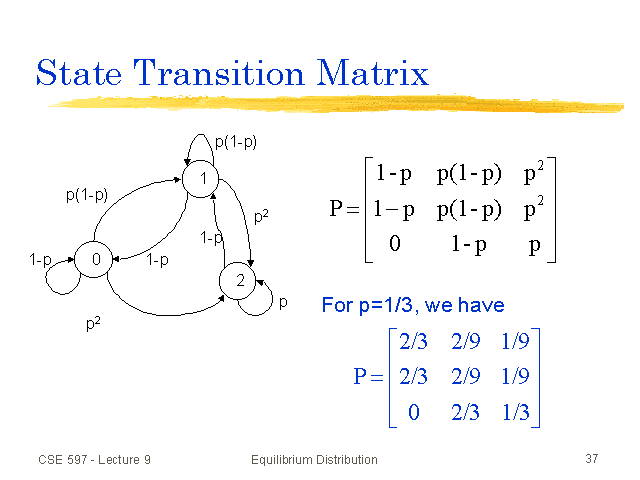 State Transition Matrix
p(1-p)
1
p(1-p)
p²
1-p
1-p
0
1-p
2
p
p²
P = [ 1-p p(1-p) p²
1-p p(1-p) p²
0 1-p p ]
For p=1/3, we have
P = [ 2/3 2/9 1/9
2/3 2/9 1/9
0 2/3 1/3 ]
CSE 597 - Lecture 9
Equilibrium Distribution
37